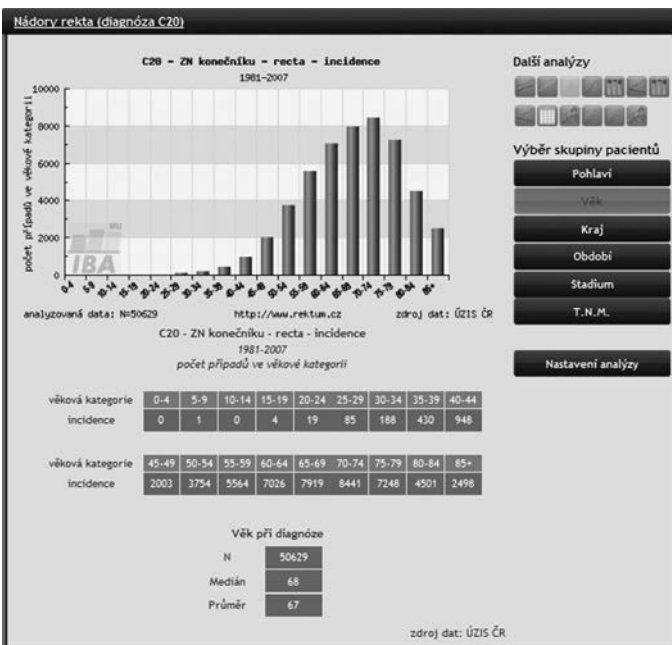 Nádory rekta (diagnóza C20)
C20 - ZN konečníku - recta - incidence
1981-2007
počet případů ve věkové kategorii
10000
8000
6000
4000
2000
0
MU
IBA
0-4 5-9 10-14 15-19 20-24 25-29 30-34 35-39 40-44 45-49 50-54 55-59 60-64 65-69 70-74 75-79 80-84 85+
analyzovaná data: N=50629 http://www.rektum.cz zdroj dat: ÚZIS ČR
C20 - ZN konečníku - recta - incidence
1981-2007
počet případů ve věkové kategorii
věková kategorie 0-4 5-9 10-14 15-19 20-24 25-29 30-34 35-39 40-44
incidence 0 1 0 4 19 85 188 430 948
věková kategorie 45-49 50-54 55-59 60-64 65-69 70-74 75-79 80-84 85+
incidence 2003 3754 5564 7026 7919 8441 7248 4501 2498
Věk při diagnóze
N 50629
Medián 68
Průměr 67
zdroj dat: ÚZIS ČR
Další analýzy
Výběr skupiny pacientů
Pohlaví
Věk
Kraj
Období
Stadium
T.N.M.
Nastavení analýzy